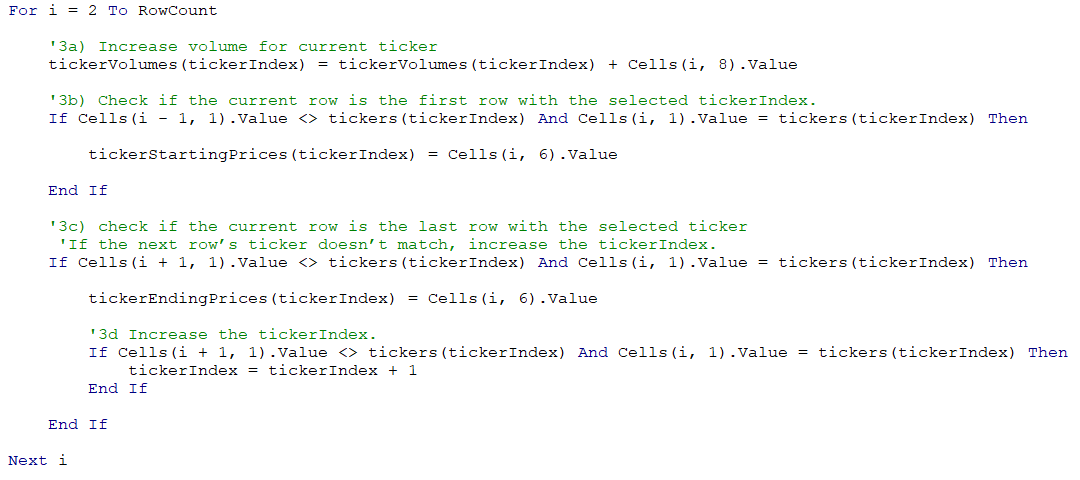 For i = 2 To RowCount
'3a) Increase volume for current ticker
tickerVolumes(tickerIndex) = tickerVolumes(tickerIndex) + Cells(i, 8).Value
'3b) Check if the current row is the first row with the selected tickerIndex.
If Cells(i - 1, 1).Value <> tickers(tickerIndex) And Cells(i, 1).Value = tickers(tickerIndex) Then
tickerStartingPrices(tickerIndex) = Cells(i, 6).Value
End If
'3c) check if the current row is the last row with the selected ticker
'If the next row’s ticker doesn’t match, increase the tickerIndex.
If Cells(i + 1, 1).Value <> tickers(tickerIndex) And Cells(i, 1).Value = tickers(tickerIndex) Then
tickerEndingPrices(tickerIndex) = Cells(i, 6).Value
'3d Increase the tickerIndex.
If Cells(i + 1, 1).Value <> tickers(tickerIndex) And Cells(i, 1).Value = tickers(tickerIndex) Then
tickerIndex = tickerIndex + 1
End If
End If
Next i